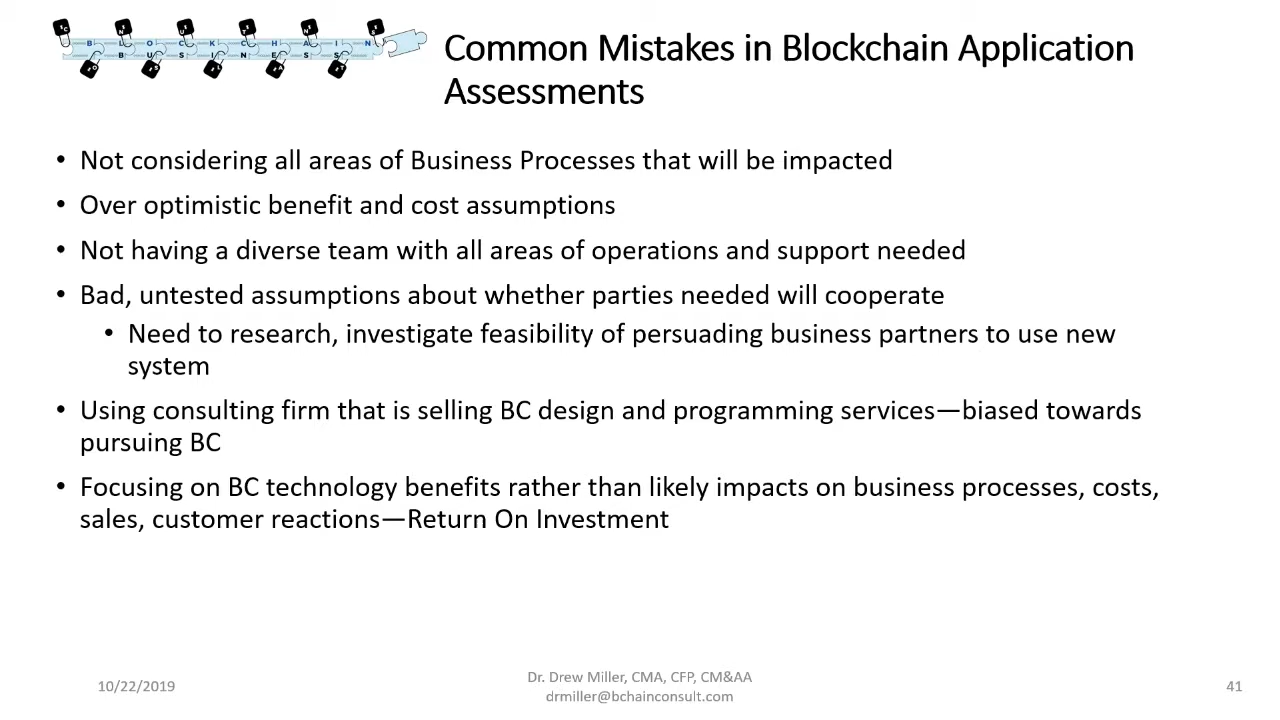 B L O C K C H A I N
B U S I N E S S
Common Mistakes in Blockchain Application
Assessments
• Not considering all areas of Business Processes that will be impacted
• Over optimistic benefit and cost assumptions
• Not having a diverse team with all areas of operations and support needed
• Bad, untested assumptions about whether parties needed will cooperate
• Need to research, investigate feasibility of persuading business partners to use new
system
• Using consulting firm that is selling BC design and programming services—biased towards
pursuing BC
• Focusing on BC technology benefits rather than likely impacts on business processes, costs,
sales, customer reactions—Return On Investment
10/22/2019
Dr. Drew Miller, CMA, CFP, CM&AA
drmiller@bchainconsult.com
41